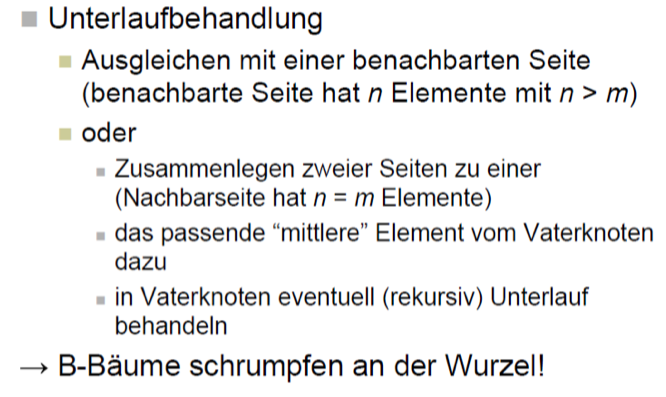 Unterlaufbehandlung
Ausgleichen mit einer benachbarten Seite
(benachbarte Seite hat n Elemente mit n > m)
oder
Zusammenlegen zweier Seiten zu einer
(Nachbarseite hat n = m Elemente)
das passende “mittlere” Element vom Vaterknoten
dazu
in Vaterknoten eventuell (rekursiv) Unterlauf
behandeln
→ B-Bäume schrumpfen an der Wurzel!